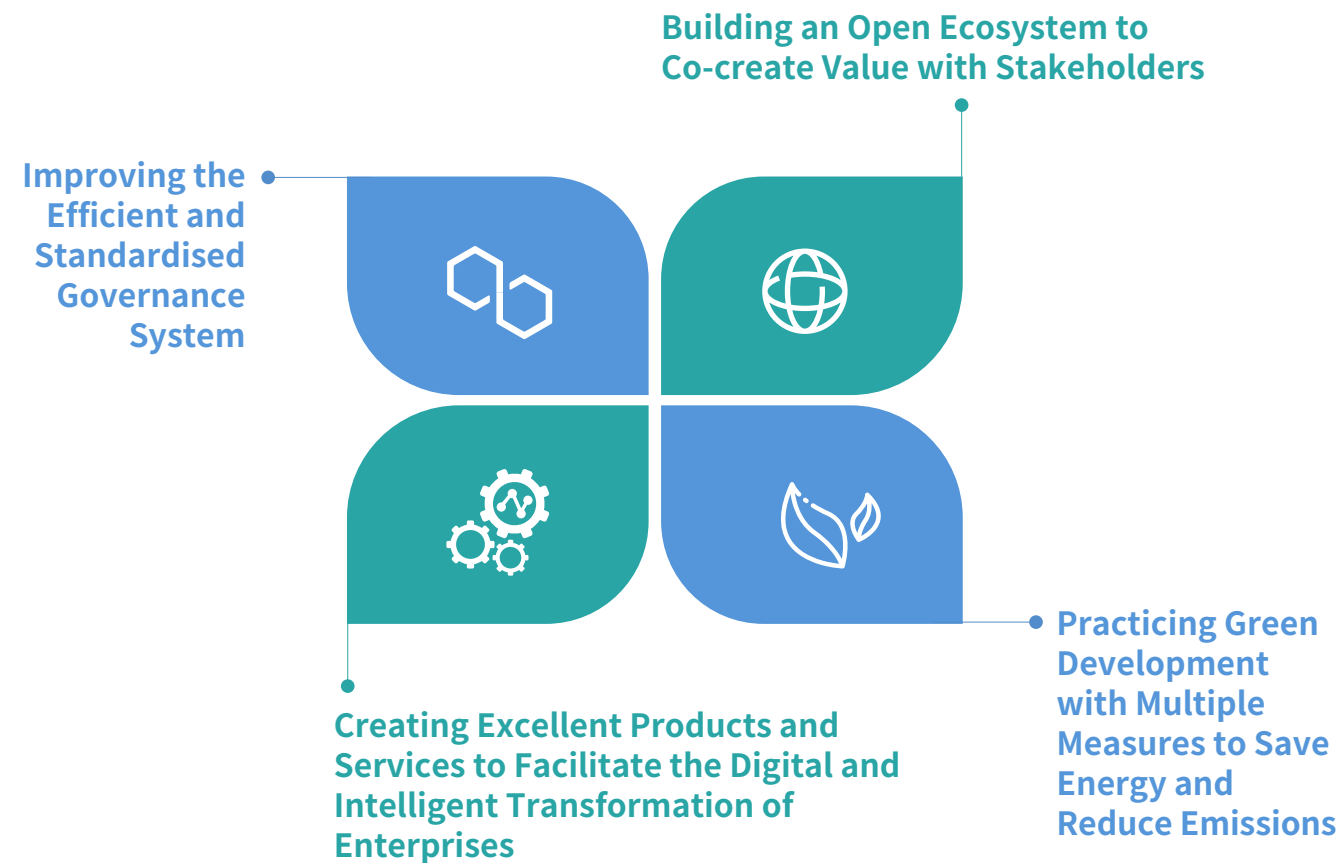 Building an Open Ecosystem to
Co-create Value with Stakeholders
Improving the
Efficient and
Standardised
Governance
System
Practicing Green
Development
with Multiple
Measures to Save
Energy and
Reduce Emissions
Creating Excellent Products and
Services to Facilitate the Digital and
Intelligent Transformation of
Enterprises